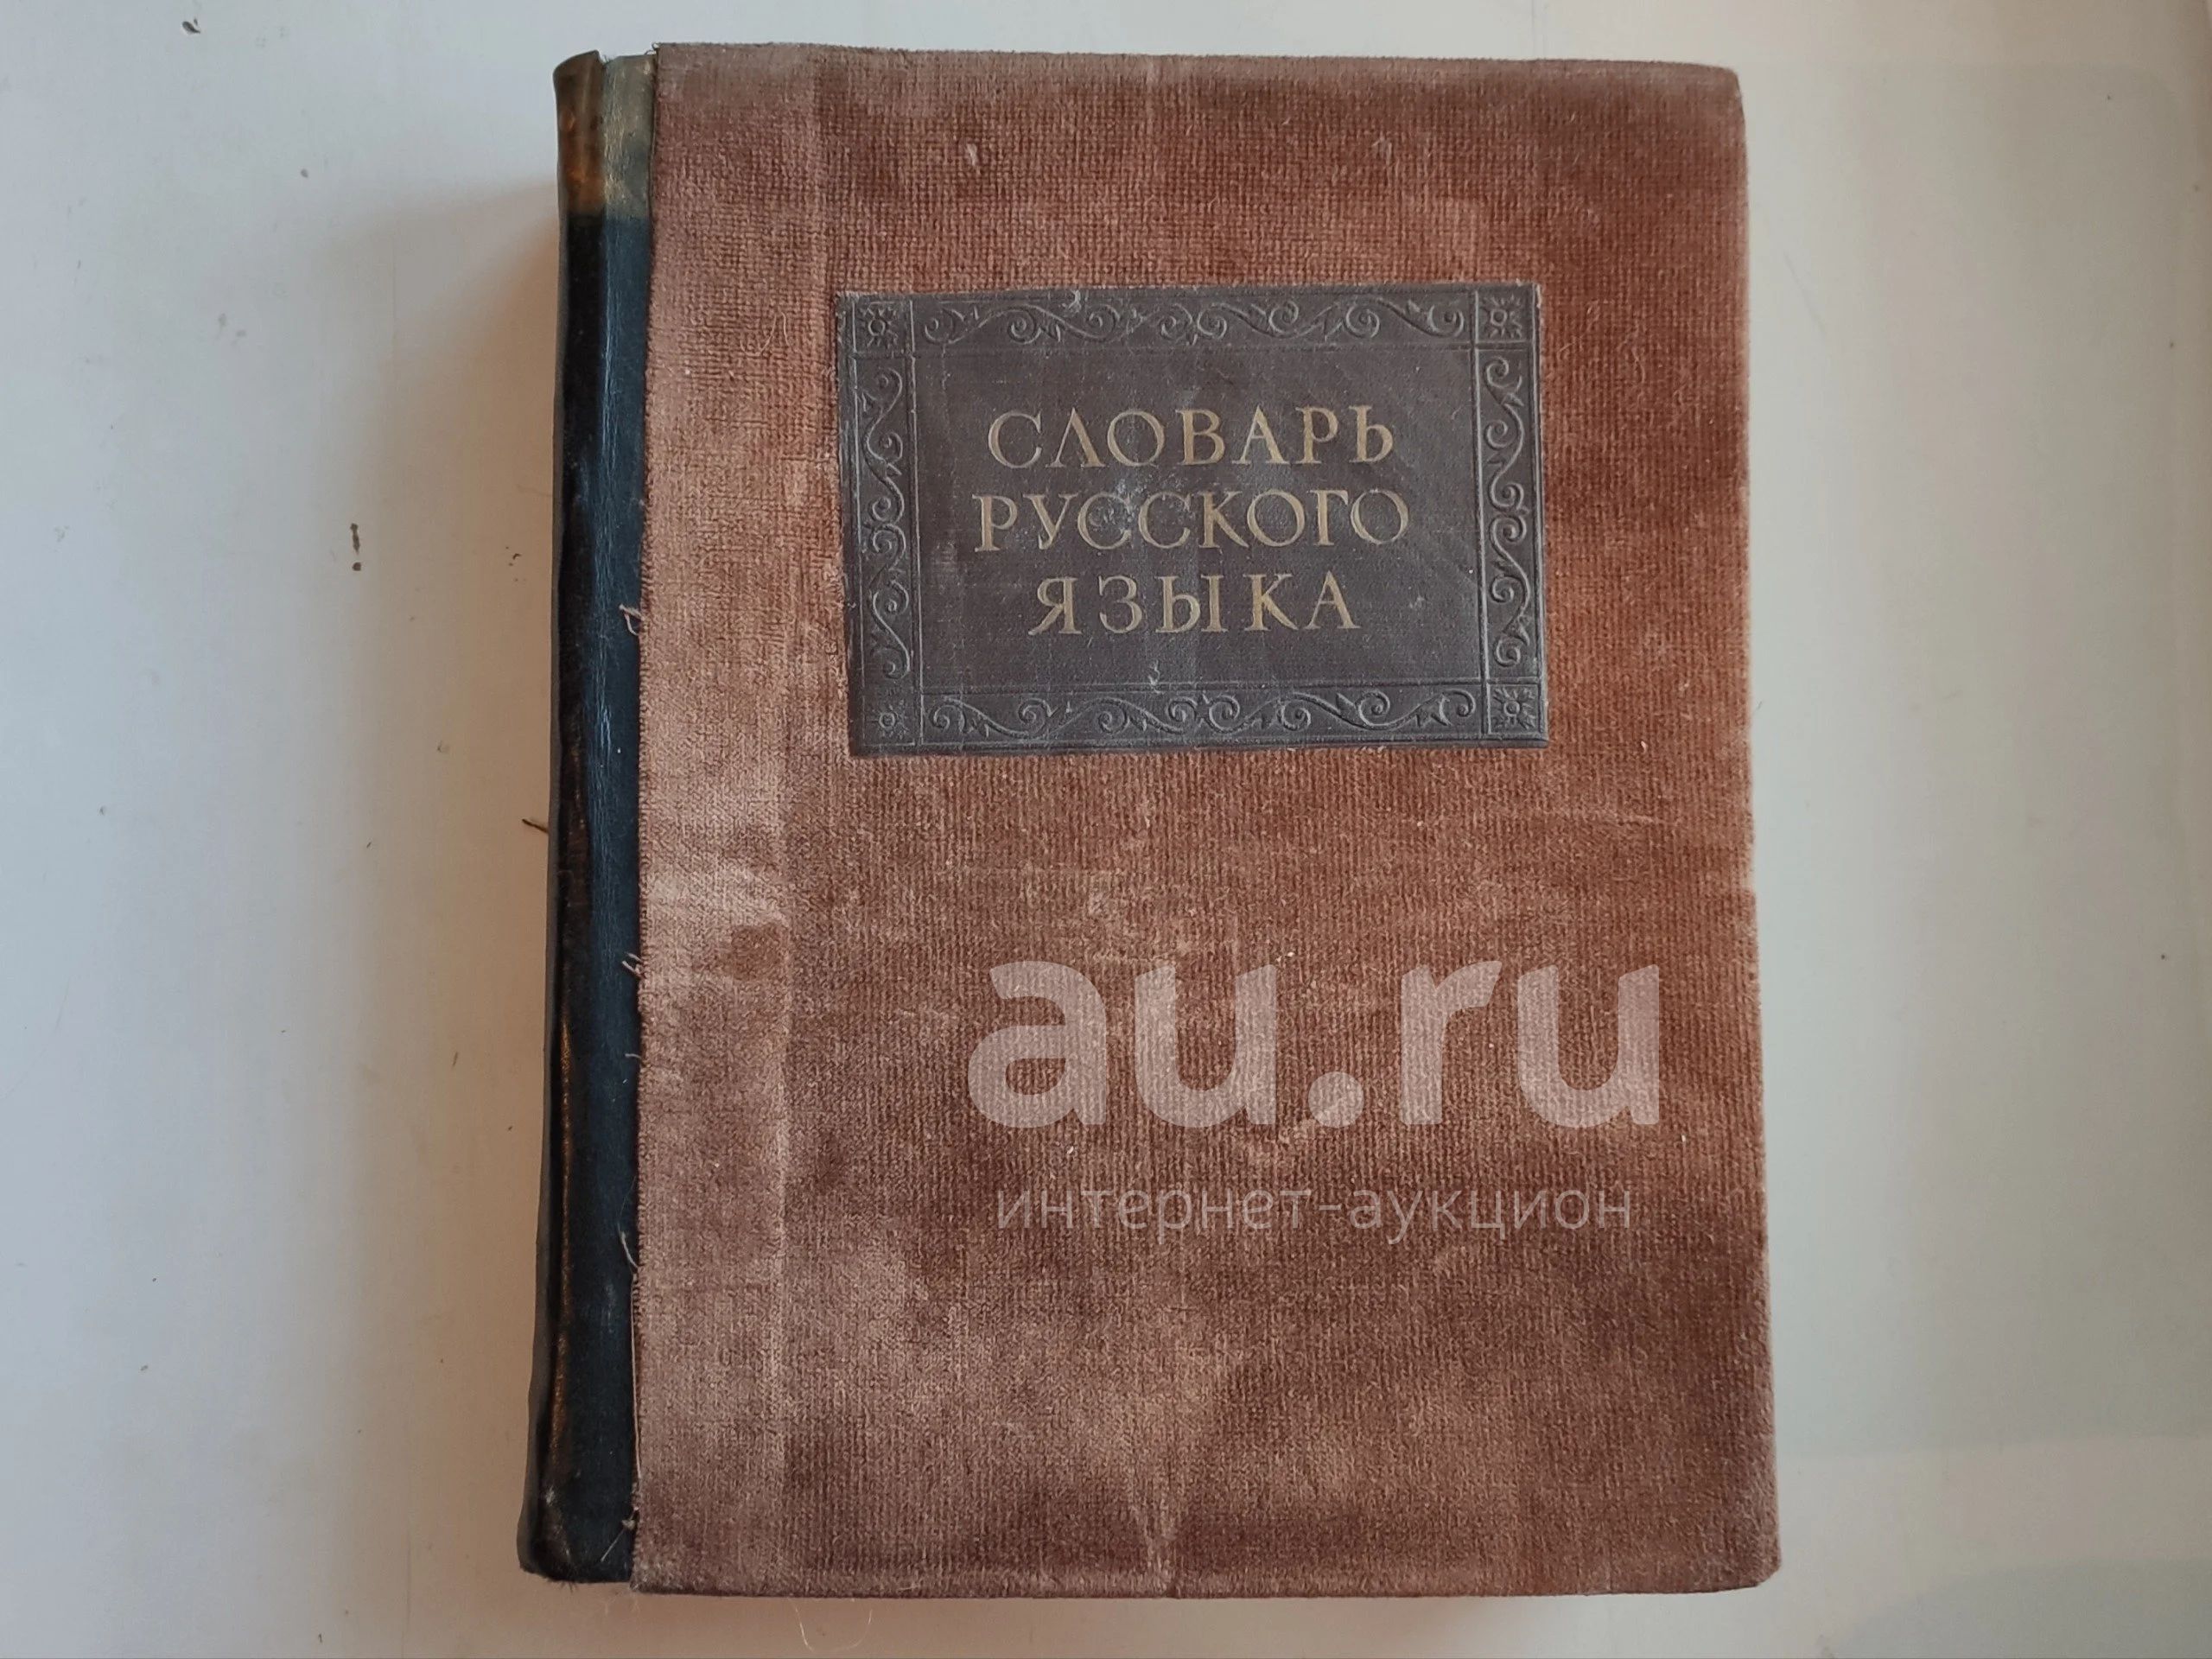 СЛОВАРЬ
РУССКОГО
ЯЗЫКА
au.ru
интернет-аукцион